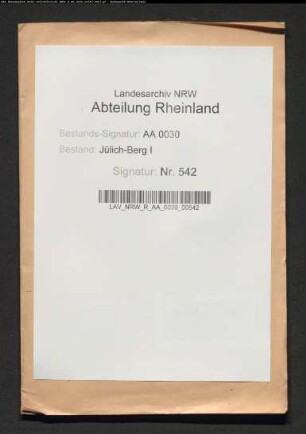 Landesarchiv NRW
Abteilung Rheinland
Bestands-Signatur: AA 0030
Bestand: Jülich-Berg I
Signatur: Nr. 542
LAV_NRW_R_AA_0030_00542